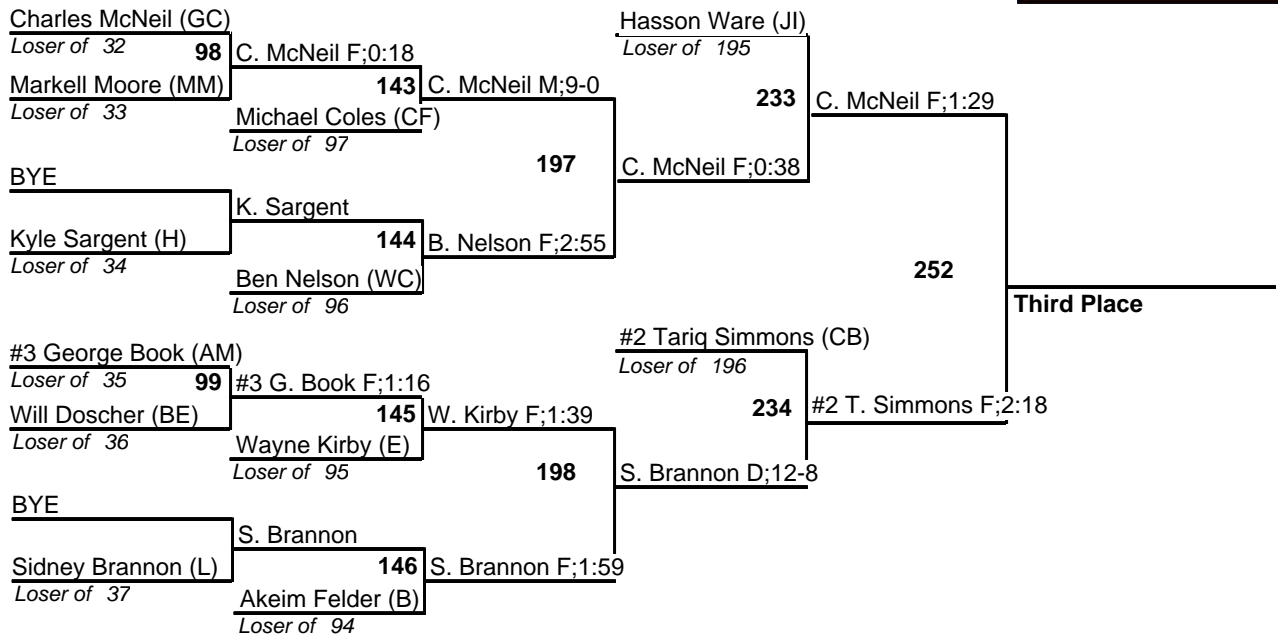 Charles McNeil (GC)
Loser of 32
98
C. McNeil F;0:18
Markell Moore (MM)
Loser of 33
143
C. McNeil M;9-0
Michael Coles (CF)
Loser of 97
BYE
K. Sargent
Kyle Sargent (H)
Loser of 34
144
B. Nelson F;2:55
Ben Nelson (WC)
Loser of 96
197
C. McNeil F;0:38
Hasson Ware (JI)
Loser of 195
233
C. McNeil F;1:29
252
Third Place
#3 George Book (AM)
Loser of 35
99
#3 G. Book F;1:16
Will Doscher (BE)
Loser of 36
145
W. Kirby F;1:39
Wayne Kirby (E)
Loser of 95
BYE
S. Brannon
Sidney Brannon (L)
Loser of 37
146
S. Brannon F;1:59
Akeim Felder (B)
Loser of 94
198
S. Brannon D;12-8
#2 Tariq Simmons (CB)
Loser of 196
234
#2 T. Simmons F;2:18